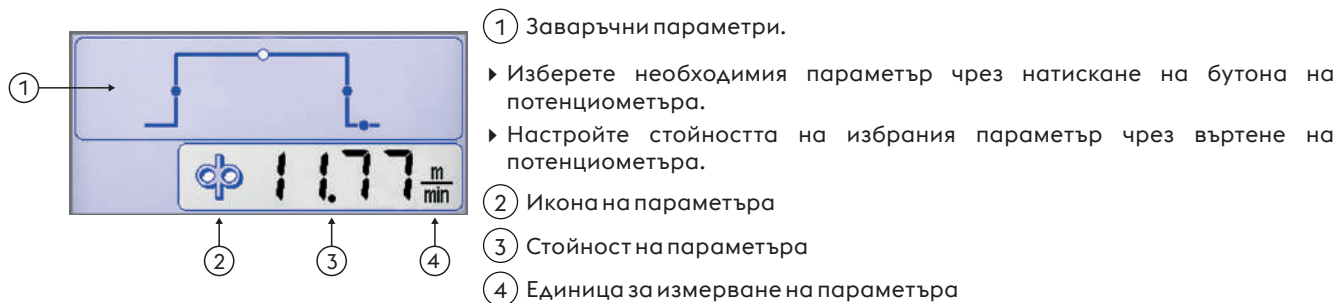 1 Заваръчни параметри.
Изберете необходимия параметър чрез натискане на бутона на
потенциометъра.
Настройте стойността на избрания параметър чрез въртене на
потенциометъра.
1
11.77 m/min
2 3 4
2 Икона на параметъра
3 Стойност на параметъра
4 Единица за измерване на параметъра